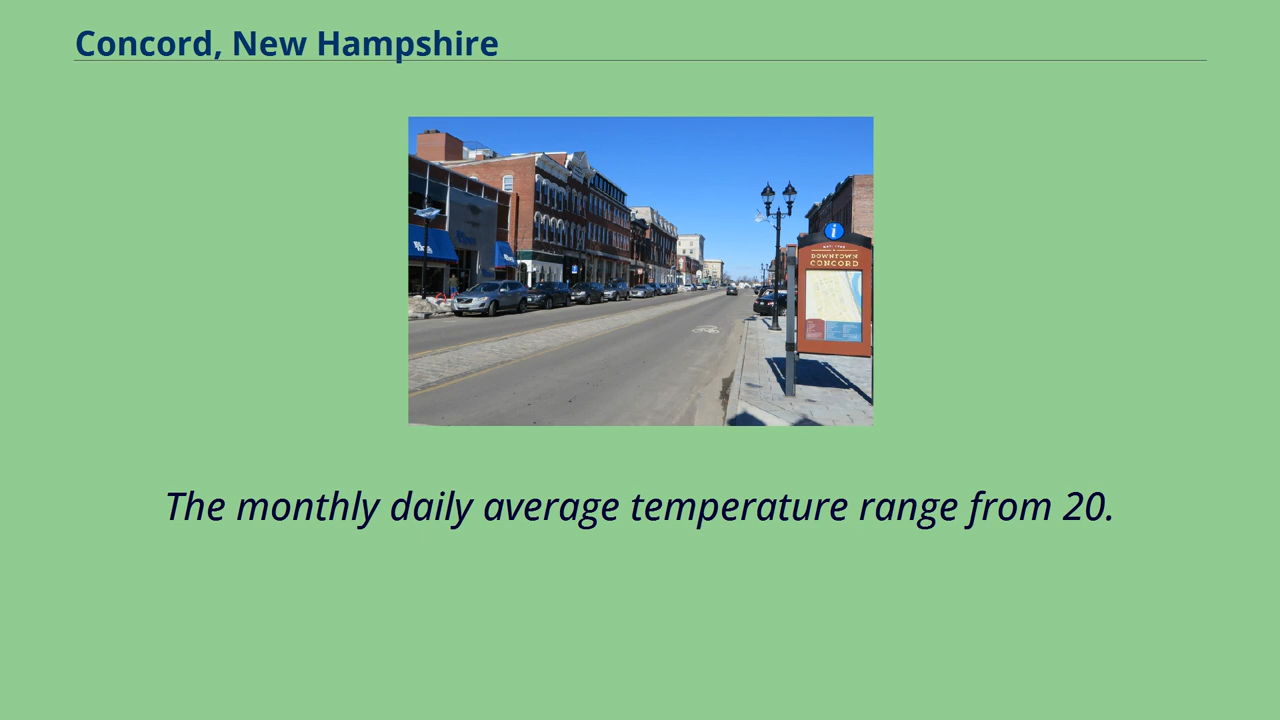 Concord, New Hampshire
i
DOWNTOWN
CONCORD
The monthly daily average temperature range from 20.